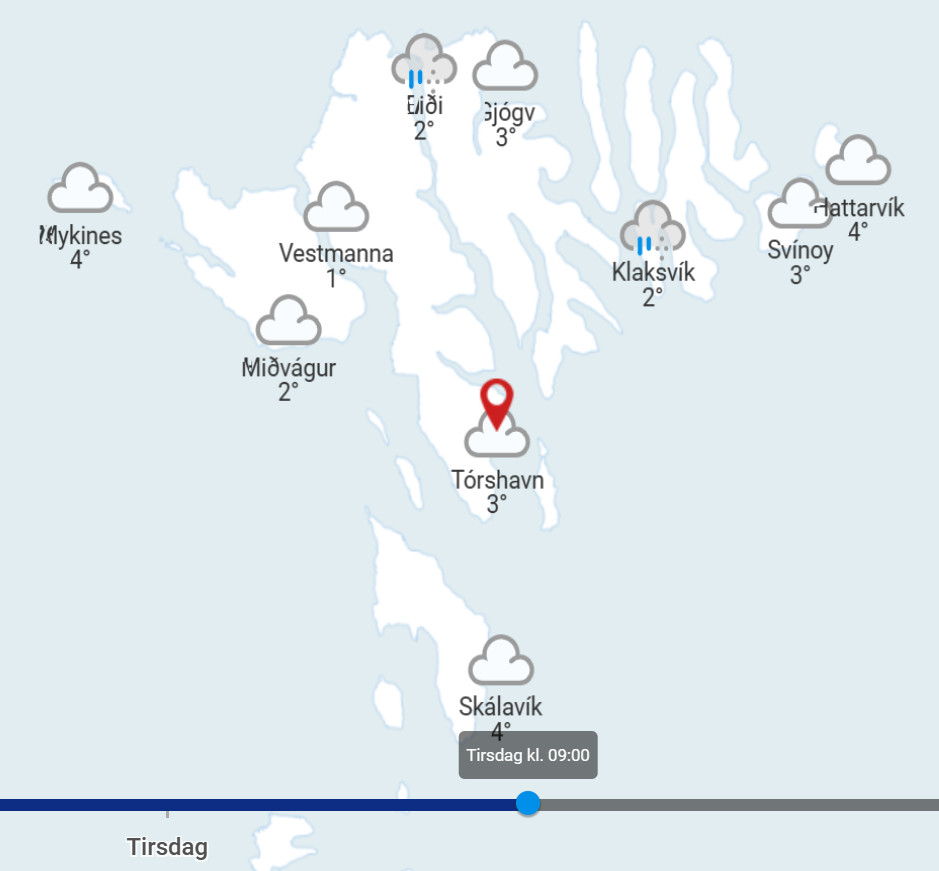 Eiði
2°
Gjógv
3°
Hattarvík
4°
Mykines
4°
Svínoy
3°
Vestmanna
1°
Klaksvík
2°
Miðvágur
2°
Tórshavn
3°
Skálavík
4°
Tirsdag kl. 09:00
Tirsdag